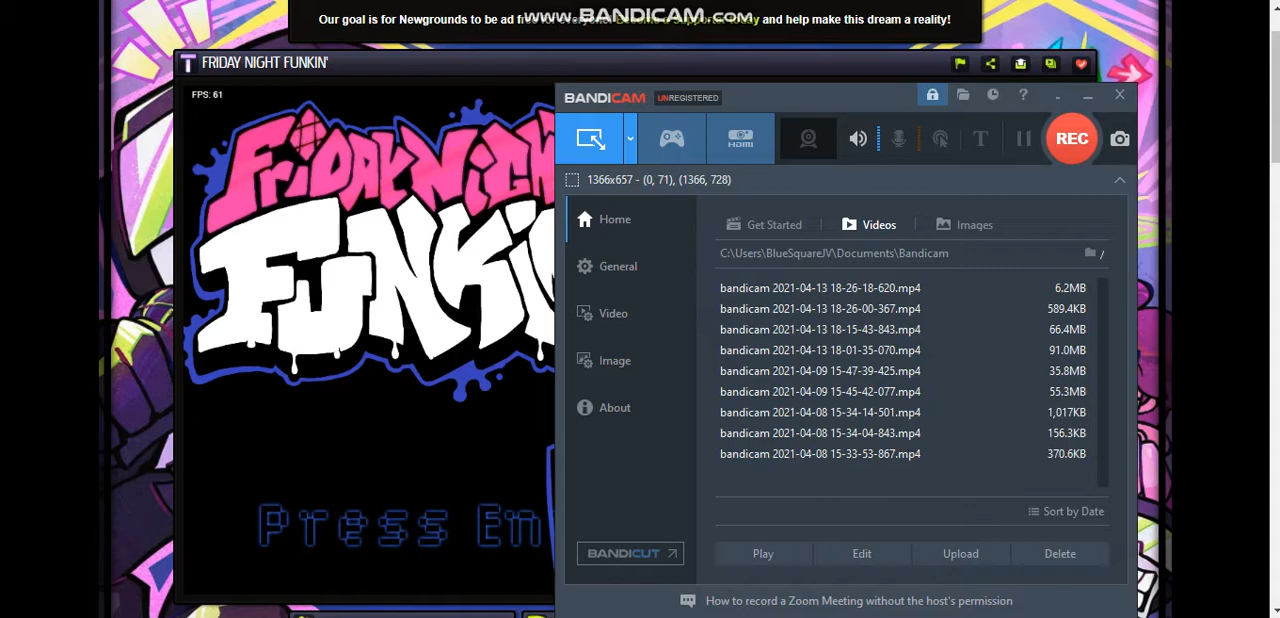 www.BANDICAM.com
Our goal is for Newgrounds to be ad fr and help make this dream a reality!
FRIDAY NIGHT FUNKIN'
FPS: 61
FRiDAY NiGH
FUNKi
Press En
BANDICAM UNREGISTERED
HDMI
T
REC
1366x657 - (0, 71), (1366, 728)
Home
General
Video
Image
About
BANDICUT
Get Started
Videos
Images
C:\Users\BlueSquareJV\Documents\Bandicam
/
bandicam 2021-04-13 18-26-18-620.mp4 6.2MB
bandicam 2021-04-13 18-26-00-367.mp4 589.4KB
bandicam 2021-04-13 18-15-43-843.mp4 66.4MB
bandicam 2021-04-13 18-01-35-070.mp4 91.0MB
bandicam 2021-04-09 15-47-39-425.mp4 35.8MB
bandicam 2021-04-09 15-45-42-077.mp4 55.3MB
bandicam 2021-04-08 15-34-14-501.mp4 1,017KB
bandicam 2021-04-08 15-34-04-843.mp4 156.3KB
bandicam 2021-04-08 15-33-53-867.mp4 370.6KB
Sort by Date
Play Edit Upload Delete
How to record a Zoom Meeting without the host's permission